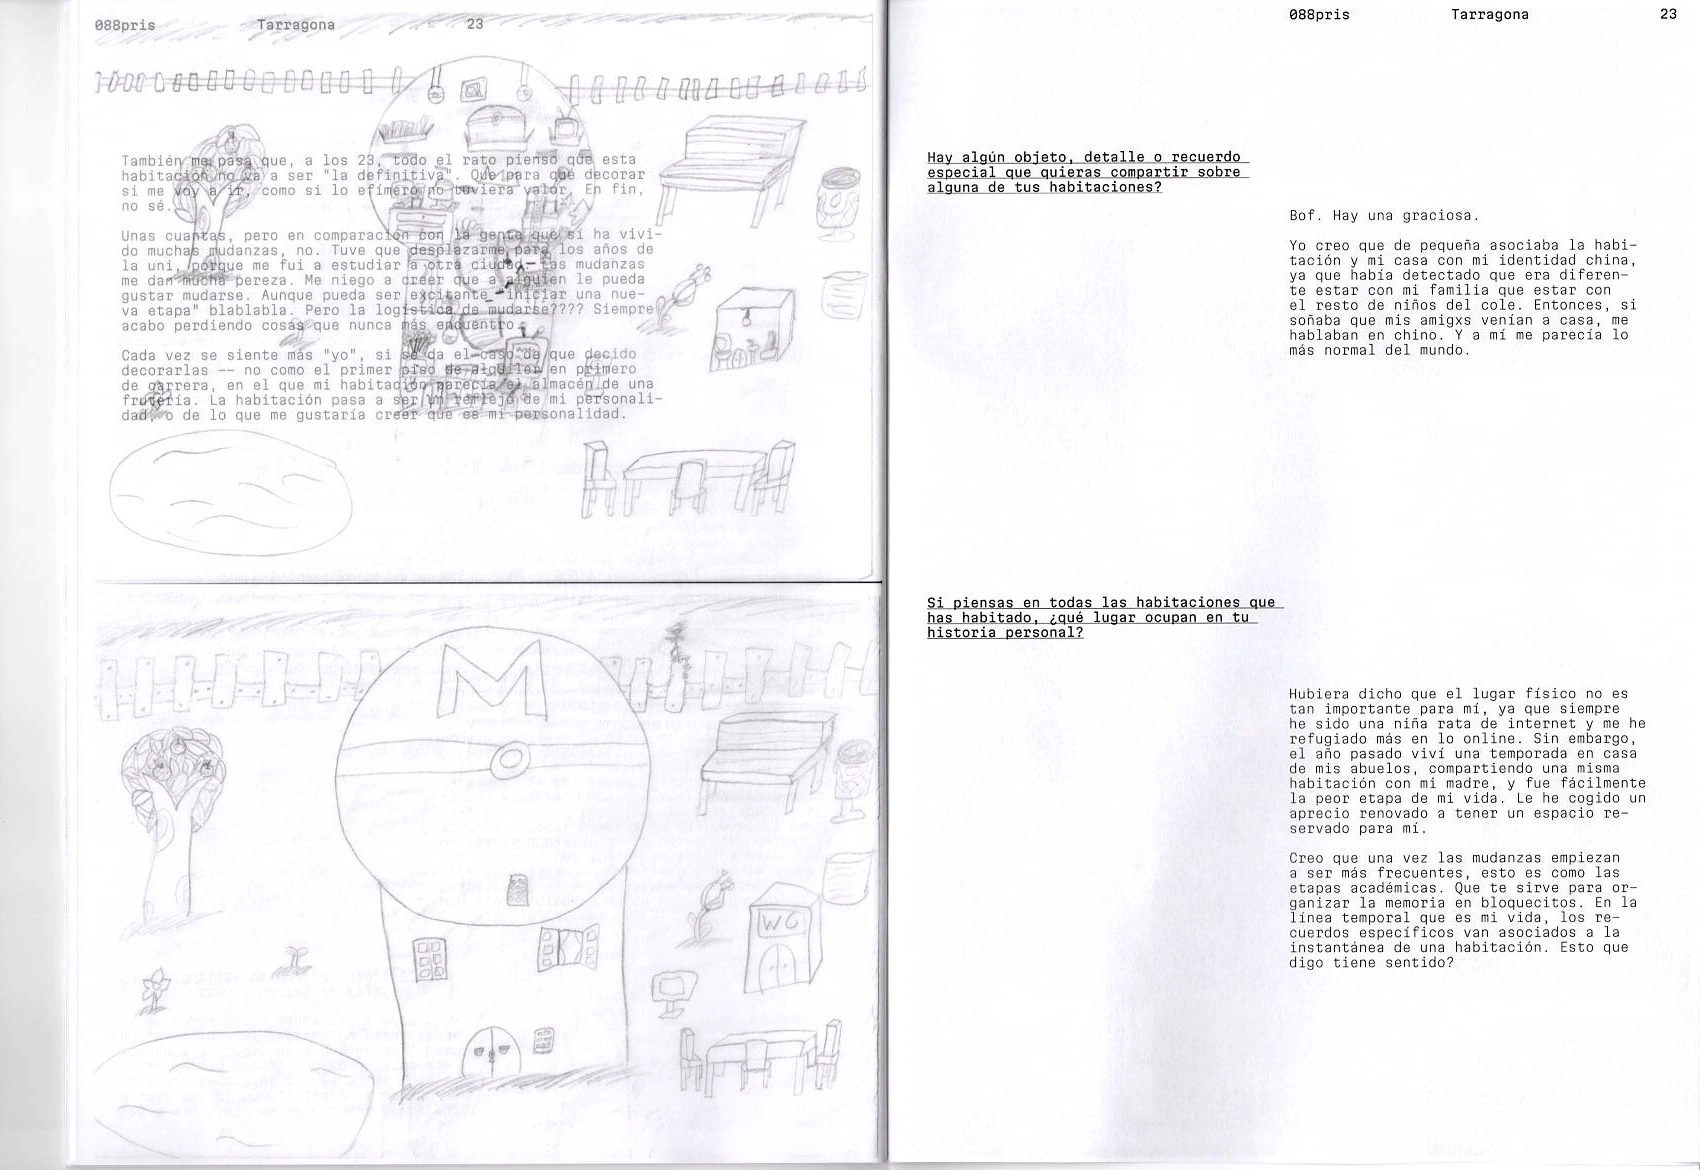 088pris Tarragona 23
También me pasa que, a los 23, todo el rato pienso que esta
habitación no va a ser "la definitiva". Que para qué decorar
si me voy a ir, como si lo efímero no tuviera valor. En fin,
no sé.
Unas cuantas, pero en comparación con la gente que sí ha vivi-
do muchas mudanzas, no. Tuve que desplazarme para los años de
la uni, porque me fui a estudiar a otra ciudad. Las mudanzas
me dan mucha pereza. Me niego a creer que a alguien le pueda
gustar mudarse. Aunque pueda ser excitante "iniciar una nue-
va etapa" blablabla. Pero la logística de mudarse???? Siempre
acabo perdiendo cosas que nunca más encuentro.
Cada vez se siente más "yo", si se da el caso de que decido
decorarlas -- no como el primer piso de alquiler en primero
de carrera, en el que mi habitación parecía el almacén de una
frutería. La habitación pasa a ser un reflejo de mi personali-
dad, o de lo que me gustaría creer que es mi personalidad.
M
WC
088pris Tarragona 23
Hay algún objeto, detalle o recuerdo
especial que quieras compartir sobre
alguna de tus habitaciones?
Bof. Hay una graciosa.
Yo creo que de pequeña asociaba la habi-
tación y mi casa con mi identidad china,
ya que había detectado que era diferen-
te estar con mi familia que estar con
el resto de niños del cole. Entonces, si
soñaba que mis amigxs venían a casa, me
hablaban en chino. Y a mí me parecía lo
más normal del mundo.
Si piensas en todas las habitaciones que
has habitado, ¿qué lugar ocupan en tu
historia personal?
Hubiera dicho que el lugar físico no es
tan importante para mí, ya que siempre
he sido una niña rata de internet y me he
refugiado más en lo online. Sin embargo,
el año pasado viví una temporada en casa
de mis abuelos, compartiendo una misma
habitación con mi madre, y fue fácilmente
la peor etapa de mi vida. Le he cogido un
aprecio renovado a tener un espacio re-
servado para mí.
Creo que una vez las mudanzas empiezan
a ser más frecuentes, esto es como las
etapas académicas. Que te sirve para or-
ganizar la memoria en bloquecitos. En la
línea temporal que es mi vida, los re-
cuerdos específicos van asociados a la
instantánea de una habitación. Esto que
digo tiene sentido?